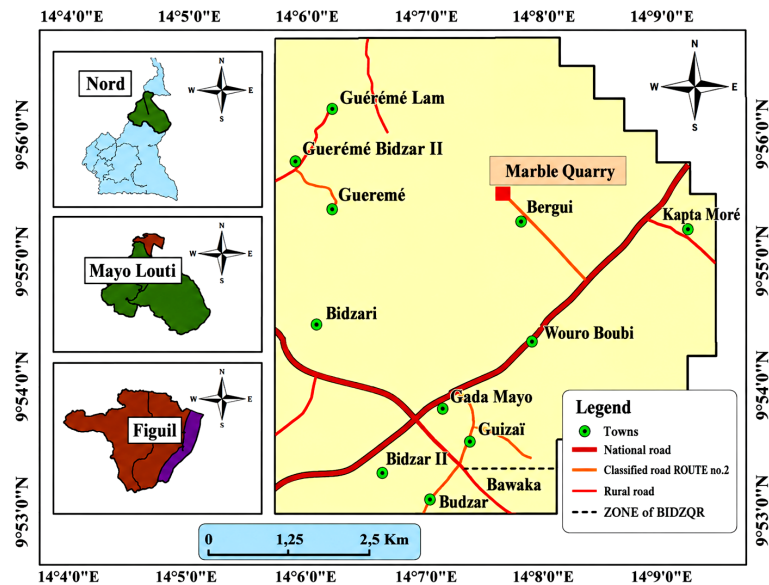 14°4'0''E 14°5'0''E 14°6'0''E 14°7'0''E 14°8'0''E 14°9'0''E
9°56'0''N
9°55'0''N
9°54'0''N
9°53'0''N
Nord
N
W E
S
Mayo Louti
N
W E
S
Figuil
N
W E
S
N
W E
S
Guérémé Lam
Guerémé Bidzar II
Gueremé
Marble Quarry
Bergui
Kapta Moré
Bidzari
Wouro Boubi
Gada Mayo
Guizaï
Bidzar II
Bawaka
Budzar
Legend
Towns
National road
Classified road ROUTE no.2
Rural road
ZONE of BIDZQR
9°56'0''N
9°55'0''N
9°54'0''N
9°53'0''N
0 1,25 2,5 Km
14°4'0''E 14°5'0''E 14°6'0''E 14°7'0''E 14°8'0''E 14°9'0''E